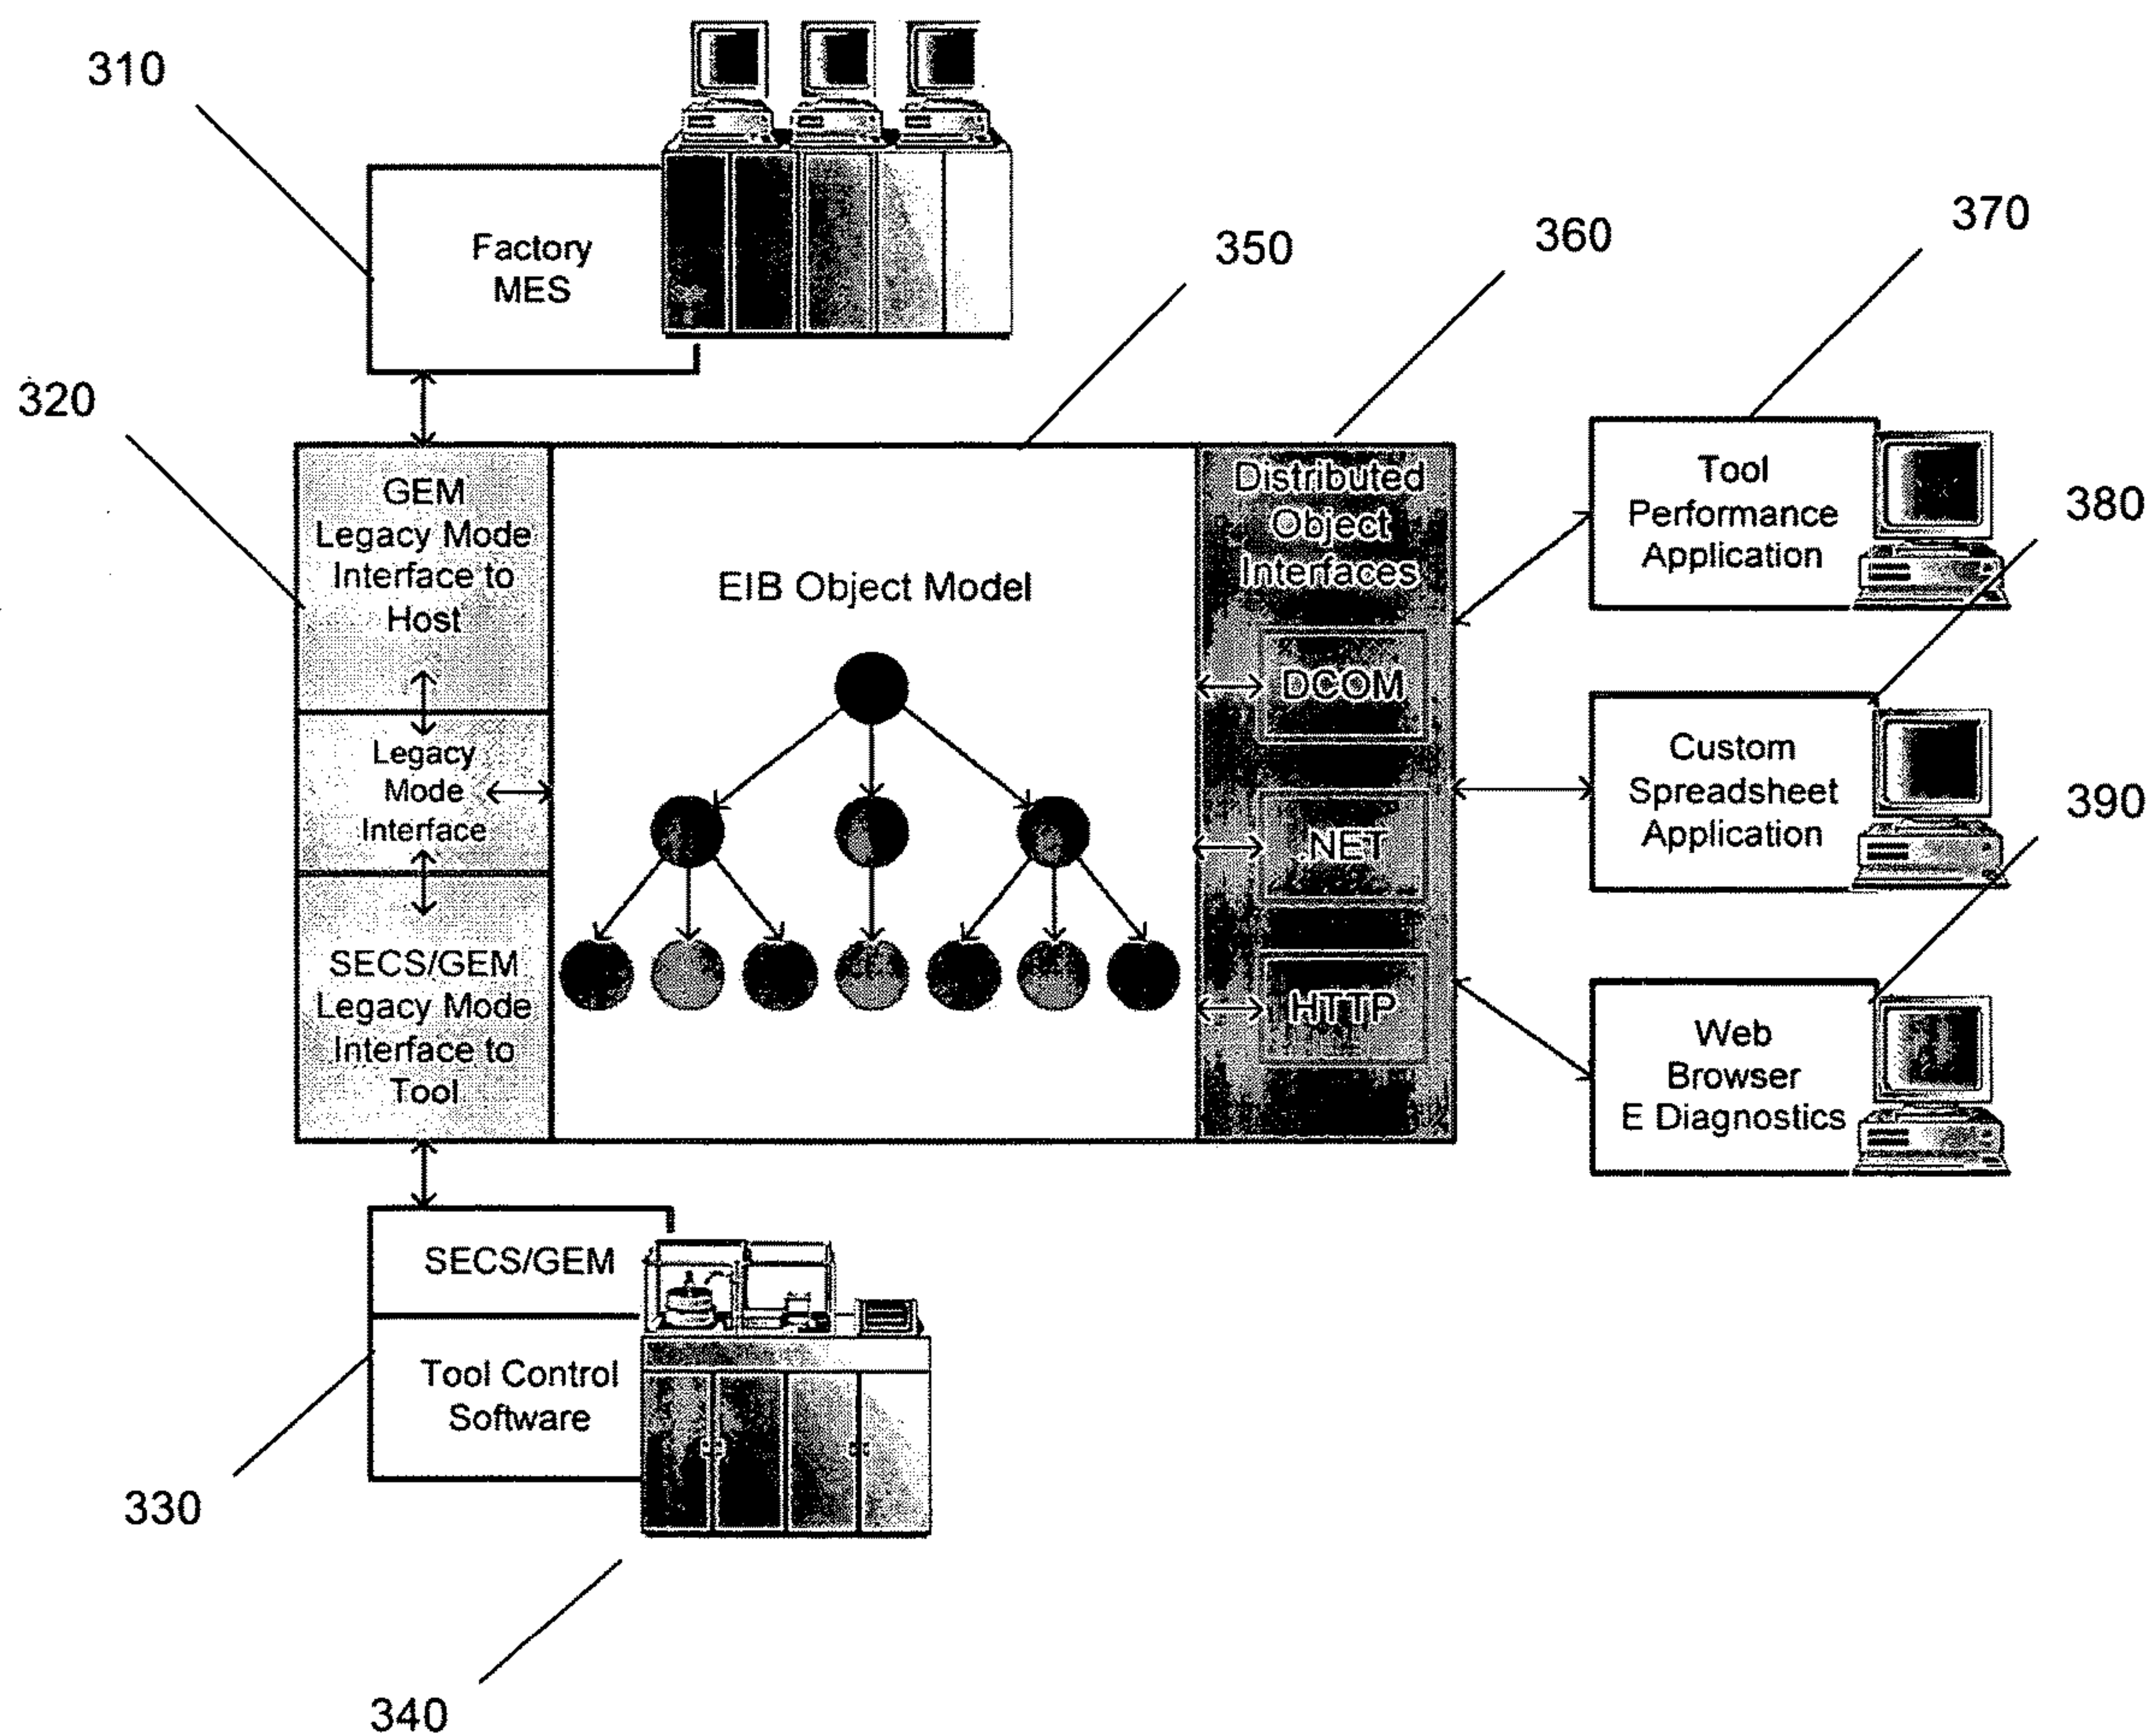 310
Factory
MES
320
350
360
370
380
390
GEM
Legacy Mode
Interface to
Host
Legacy
Mode
Interface
SECS/GEM
Legacy Mode
Interface to
Tool
EIB Object Model
Distributed
Object
Interfaces
DCOM
.NET
HTTP
Tool
Performance
Application
Custom
Spreadsheet
Application
Web
Browser
E Diagnostics
SECS/GEM
Tool Control
Software
330
340